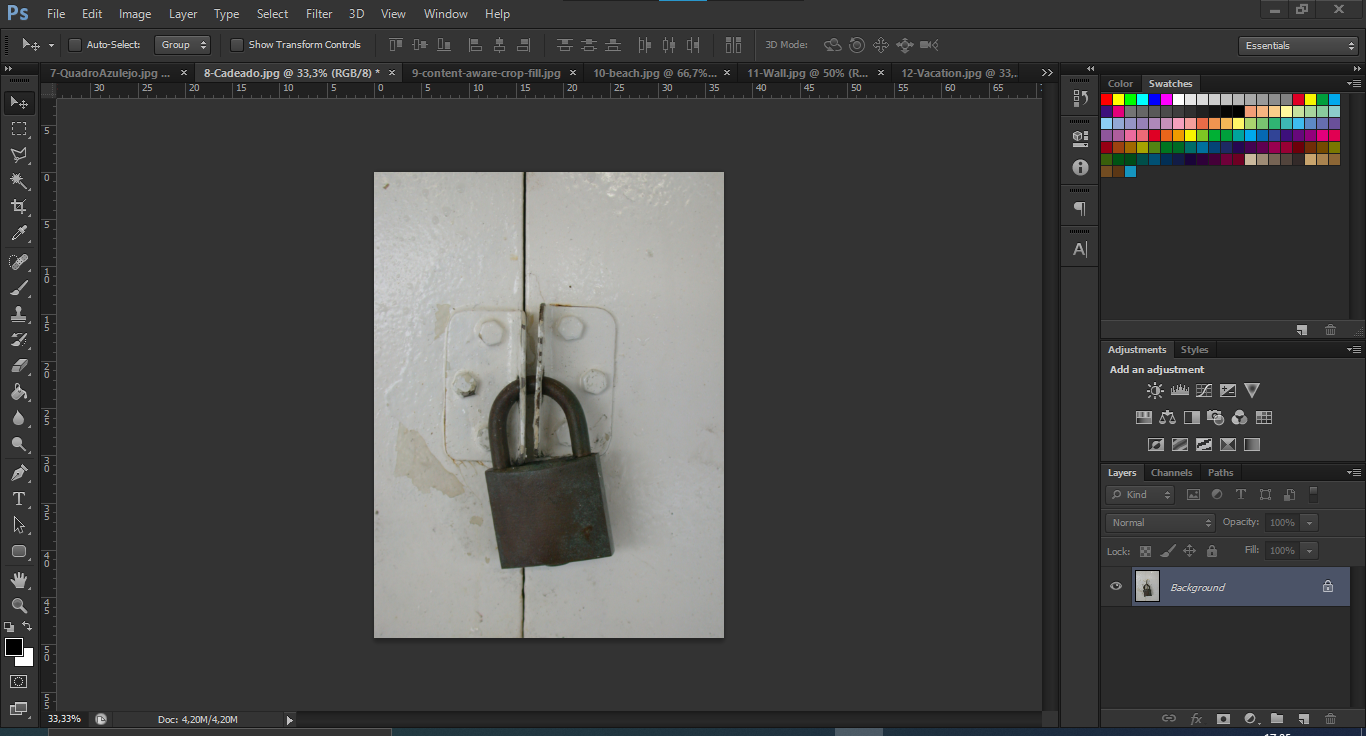 Ps File Edit Image Layer Type Select Filter 3D View Window Help
Auto-Select: Group Show Transform Controls 3D Mode: Essentials
7-QuadroAzulejo.jpg ... × 8-Cadeado.jpg @ 33,3% (RGB/8) * × 9-content-aware-crop-fill.jpg × 10-beach.jpg @ 66,7%... × 11-Wall.jpg @ 50% (R... × 12-Vacation.jpg @ 33,...
30 25 20 15 10 5 0 5 10 15 20 25 30 35 40 45 50 55 60 65
5
0
5
10
15
20
25
30
35
40
45
50
55
Color Swatches
Adjustments Styles
Add an adjustment
Layers Channels Paths
Kind
Normal Opacity: 100%
Lock: Fill: 100%
Background
fx
33,33% Doc: 4,20M/4,20M